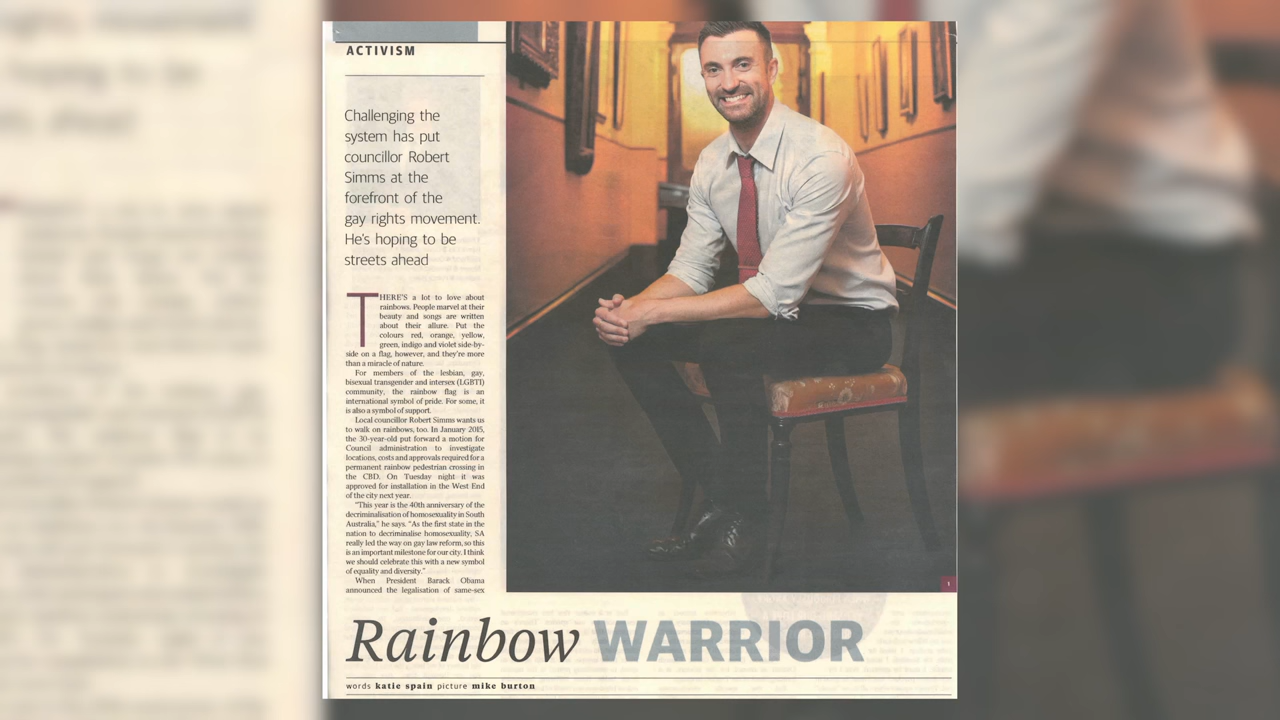 ACTIVISM
Challenging the
system has put
councillor Robert
Simms at the
forefront of the
gay rights movement.
He's hoping to be
streets ahead
THERE'S a lot to love about
rainbows. People marvel at their
beauty and songs are written
about their allure. Put the
colours red, orange, yellow,
green, indigo and violet side-by-
side on a flag, however, and they're more
than a miracle of nature.
For members of the lesbian, gay,
bisexual transgender and intersex (LGBTI)
community, the rainbow flag is an
international symbol of pride. For some, it
is also a symbol of support.
Local councillor Robert Simms wants us
to walk on rainbows, too. In January 2015,
the 30-year-old put forward a motion for
Council administration to investigate
locations, costs and approvals required for a
permanent rainbow pedestrian crossing in
the CBD. On Tuesday night it was
approved for installation in the West End
of the city next year.
"This year is the 40th anniversary of the
decriminalisation of homosexuality in South
Australia," he says. "As the first state in the
nation to decriminalise homosexuality, SA
really led the way on gay law reform, so this
is an important milestone for our city. I think
we should celebrate this with a new symbol
of equality and diversity."
When President Barack Obama
announced the legalisation of same-sex
1
Rainbow WARRIOR
words katie spain picture mike burton